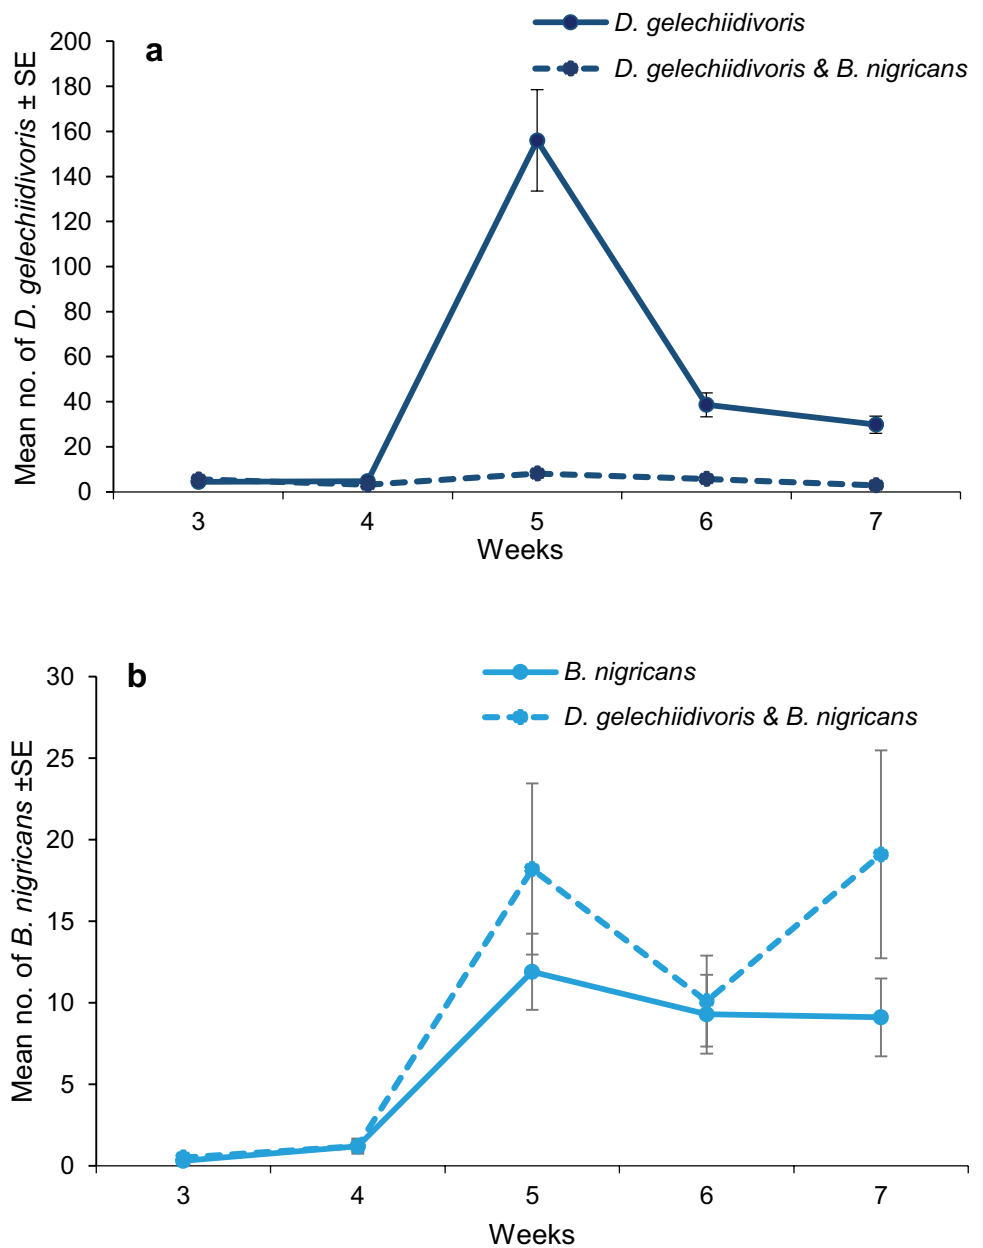 a
D. gelechiidivoris
D. gelechiidivoris & B. nigricans
Mean no. of D. gelechiidivoris ± SE
200
180
160
140
120
100
80
60
40
20
0
3 4 5 6 7
Weeks
b
B. nigricans
D. gelechiidivoris & B. nigricans
Mean no. of B. nigricans ±SE
30
25
20
15
10
5
0
3 4 5 6 7
Weeks